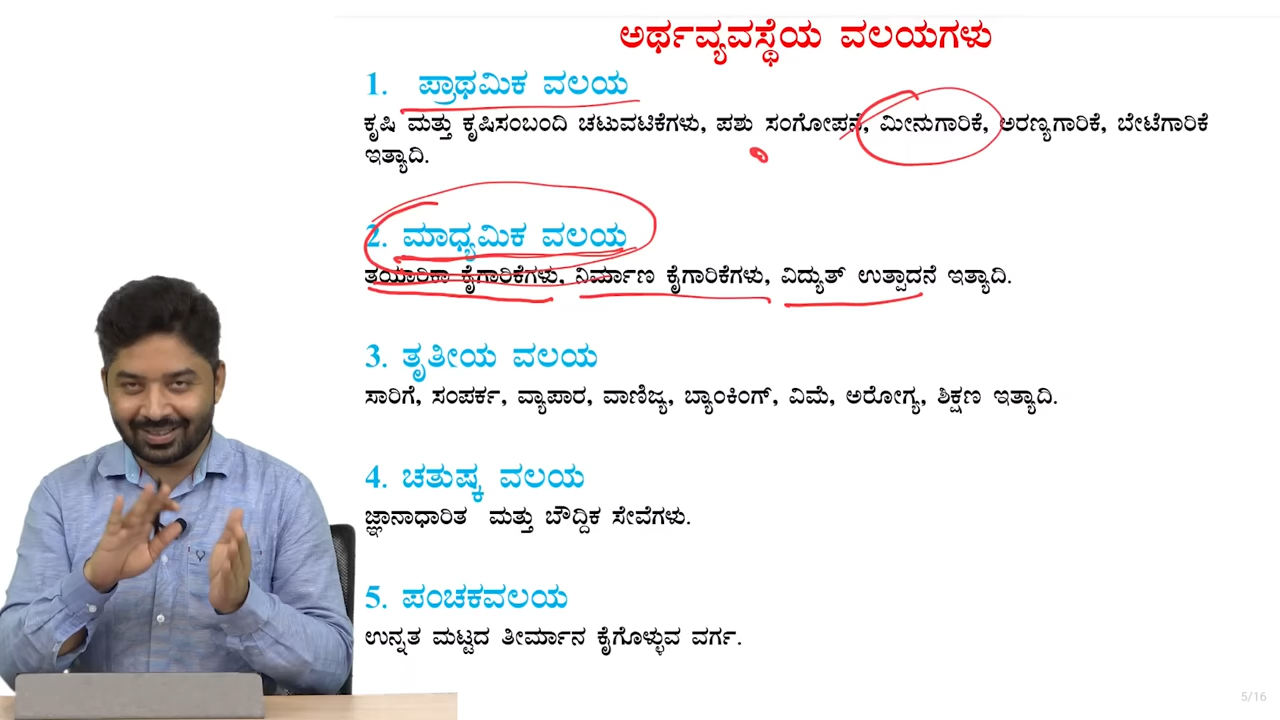 ಅರ್ಥವ್ಯವಸ್ಥೆಯ ವಲಯಗಳು
1. ಪ್ರಾಥಮಿಕ ವಲಯ
ಕೃಷಿ ಮತ್ತು ಕೃಷಿಸಂಬಂದಿ ಚಟುವಟಿಕೆಗಳು, ಪಶು ಸಂಗೋಪನೆ, ಮೀನುಗಾರಿಕೆ, ಅರಣ್ಯಗಾರಿಕೆ, ಬೇಟೆಗಾರಿಕೆ
ಇತ್ಯಾದಿ.
2. ಮಾಧ್ಯಮಿಕ ವಲಯ
ತಯಾರಿಕಾ ಕೈಗಾರಿಕೆಗಳು, ನಿರ್ಮಾಣ ಕೈಗಾರಿಕೆಗಳು, ವಿದ್ಯುತ್ ಉತ್ಪಾದನೆ ಇತ್ಯಾದಿ.
3. ತೃತೀಯ ವಲಯ
ಸಾರಿಗೆ, ಸಂಪರ್ಕ, ವ್ಯಾಪಾರ, ವಾಣಿಜ್ಯ, ಬ್ಯಾಂಕಿಂಗ್, ವಿಮೆ, ಅರೋಗ್ಯ, ಶಿಕ್ಷಣ ಇತ್ಯಾದಿ.
4. ಚತುಷ್ಕ ವಲಯ
ಜ್ಞಾನಾಧಾರಿತ ಮತ್ತು ಬೌದ್ದಿಕ ಸೇವೆಗಳು.
5. ಪಂಚಕವಲಯ
ಉನ್ನತ ಮಟ್ಟದ ತೀರ್ಮಾನ ಕೈಗೊಳ್ಳುವ ವರ್ಗ.
5/16